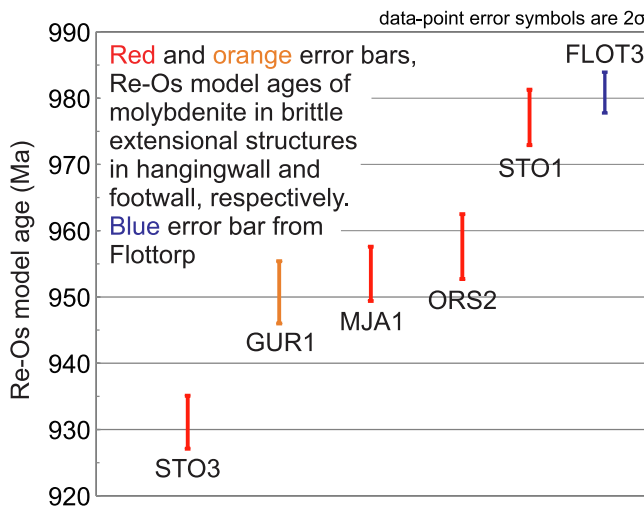 data-point error symbols are 2σ
990
FLOT3
Red and orange error bars,
Re-Os model ages of
molybdenite in brittle
extensional structures
in hangingwall and
footwall, respectively.
Blue error bar from
Flottorp
980
970
STO1
960
950
ORS2
MJA1
GUR1
940
930
STO3
920
Re-Os model age (Ma)